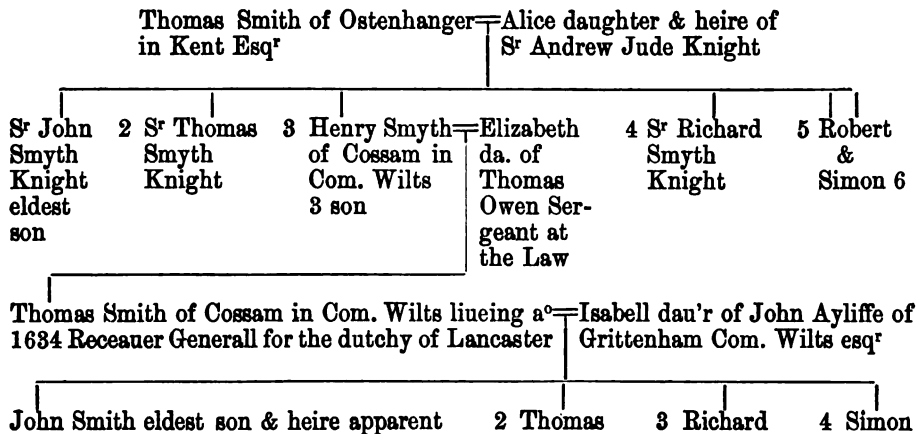 Thomas Smith of Ostenhanger
in Kent Esqʳ
Alice daughter & heire of
Sʳ Andrew Jude Knight
Sʳ John
Smyth
Knight
eldest
son
2 Sʳ Thomas
Smyth
Knight
3 Henry Smyth
of Cossam in
Com. Wilts
3 son
Elizabeth
da. of
Thomas
Owen Ser-
geant at
the Law
4 Sʳ Richard
Smyth
Knight
5 Robert
&
Simon 6
Thomas Smith of Cossam in Com. Wilts liueing aᵒ
1634 Receauer Generall for the dutchy of Lancaster
Isabell dau'r of John Ayliffe of
Grittenham Com. Wilts esqʳ
John Smith eldest son & heire apparent
2 Thomas
3 Richard
4 Simon